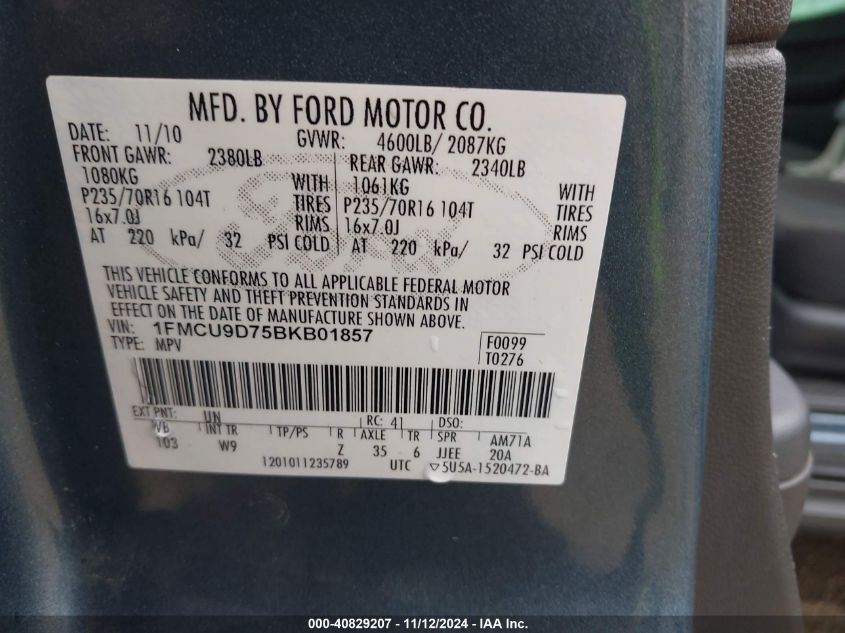 MFD. BY FORD MOTOR CO.
DATE: 11/10 GVWR: 4600LB/ 2087KG
FRONT GAWR: 2380LB REAR GAWR: 2340LB
1080KG WITH 1061KG WITH
P235/70R16 104T TIRES P235/70R16 104T TIRES
16x7.0J RIMS 16x7.0J RIMS
AT 220 kPa/ 32 PSI COLD AT 220 kPa/ 32 PSI COLD
THIS VEHICLE CONFORMS TO ALL APPLICABLE FEDERAL MOTOR
VEHICLE SAFETY AND THEFT PREVENTION STANDARDS IN
EFFECT ON THE DATE OF MANUFACTURE SHOWN ABOVE.
VIN: 1FMCU9D75BKB01857 F0099
TYPE: MPV T0276
EXT PNT: UN RC: 41 DSO:
WB INT TR TP/PS R AXLE TR SPR AM71A
103 W9 Z 35 6 JJEE 20A
1201011235789 UTC ▽5U5A-1520472-BA
000-40829207 - 11/12/2024 - IAA Inc.